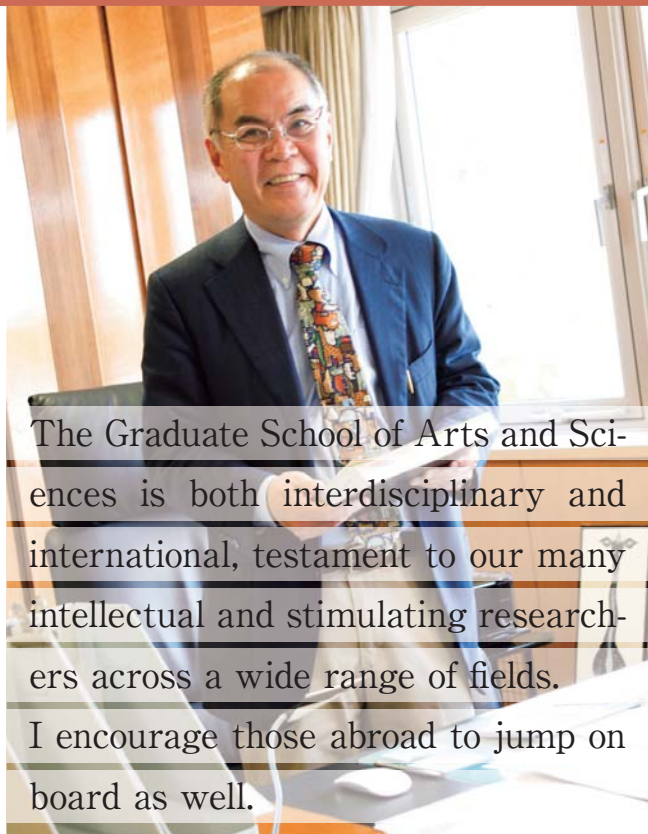 The Graduate School of Arts and Sci-
ences is both interdisciplinary and
international, testament to our many
intellectual and stimulating research-
ers across a wide range of fields.
I encourage those abroad to jump on
board as well.